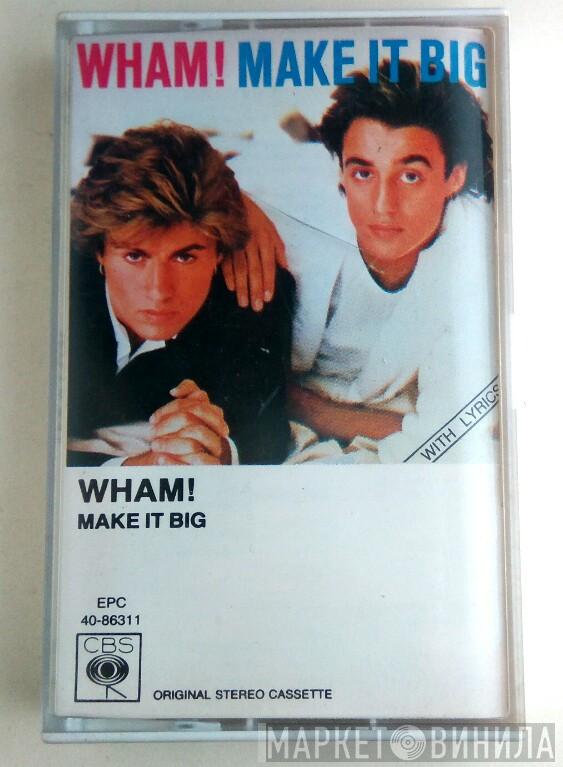 WHAM! MAKE IT BIG
WITH LYRICS
WHAM!
MAKE IT BIG
EPC
40-86311
CBS
ORIGINAL STEREO CASSETTE
МАРКЕТ ВИНИЛА